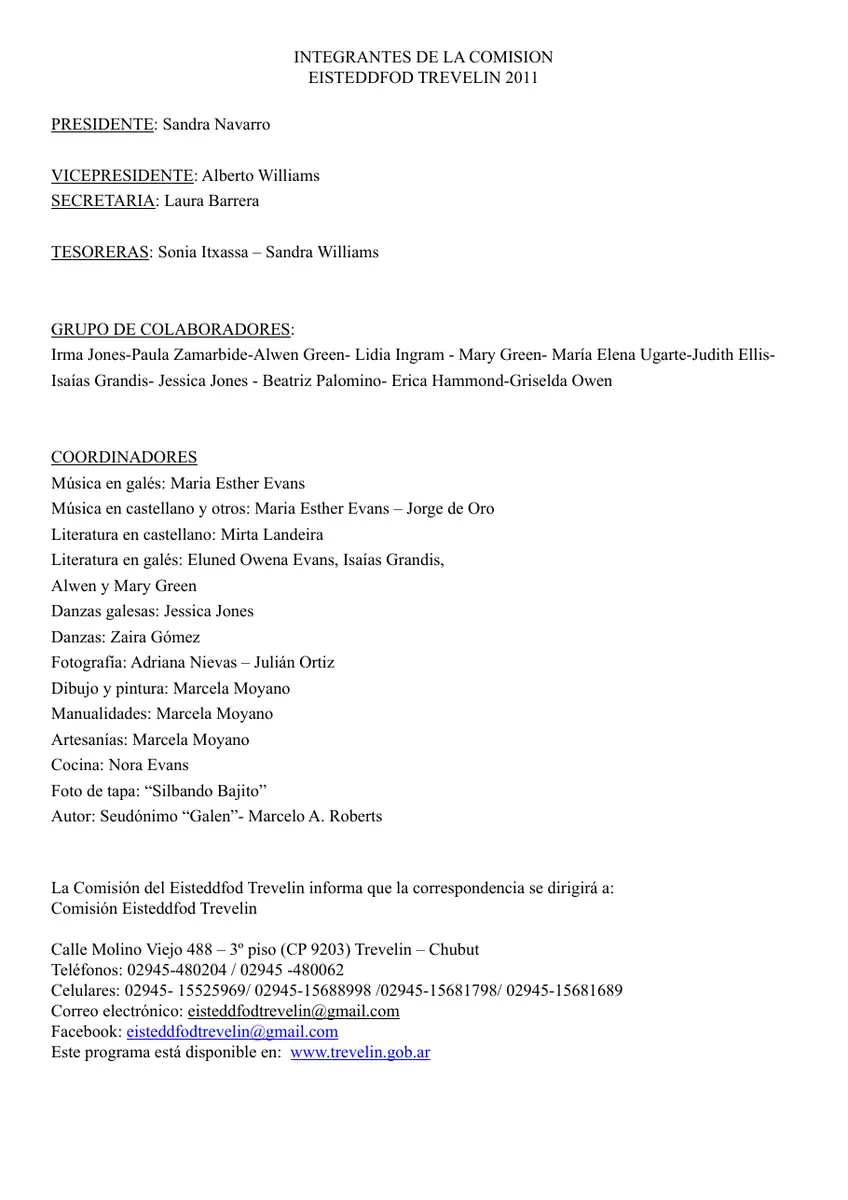 INTEGRANTES DE LA COMISION
EISTEDDFOD TREVELIN 2011
PRESIDENTE: Sandra Navarro
VICEPRESIDENTE: Alberto Williams
SECRETARIA: Laura Barrera
TESORERAS: Sonia Itxassa – Sandra Williams
GRUPO DE COLABORADORES:
Irma Jones-Paula Zamarbide-Alwen Green- Lidia Ingram - Mary Green- María Elena Ugarte-Judith Ellis-
Isaías Grandis- Jessica Jones - Beatriz Palomino- Erica Hammond-Griselda Owen
COORDINADORES
Música en galés: Maria Esther Evans
Música en castellano y otros: Maria Esther Evans – Jorge de Oro
Literatura en castellano: Mirta Landeira
Literatura en galés: Eluned Owena Evans, Isaías Grandis,
Alwen y Mary Green
Danzas galesas: Jessica Jones
Danzas: Zaira Gómez
Fotografía: Adriana Nievas – Julián Ortiz
Dibujo y pintura: Marcela Moyano
Manualidades: Marcela Moyano
Artesanías: Marcela Moyano
Cocina: Nora Evans
Foto de tapa: “Silbando Bajito”
Autor: Seudónimo “Galen”- Marcelo A. Roberts
La Comisión del Eisteddfod Trevelin informa que la correspondencia se dirigirá a:
Comisión Eisteddfod Trevelin
Calle Molino Viejo 488 – 3º piso (CP 9203) Trevelin – Chubut
Teléfonos: 02945-480204 / 02945 -480062
Celulares: 02945- 15525969/ 02945-15688998 /02945-15681798/ 02945-15681689
Correo electrónico: eisteddfodtrevelin@gmail.com
Facebook: eisteddfodtrevelin@gmail.com
Este programa está disponible en:  www.trevelin.gob.ar